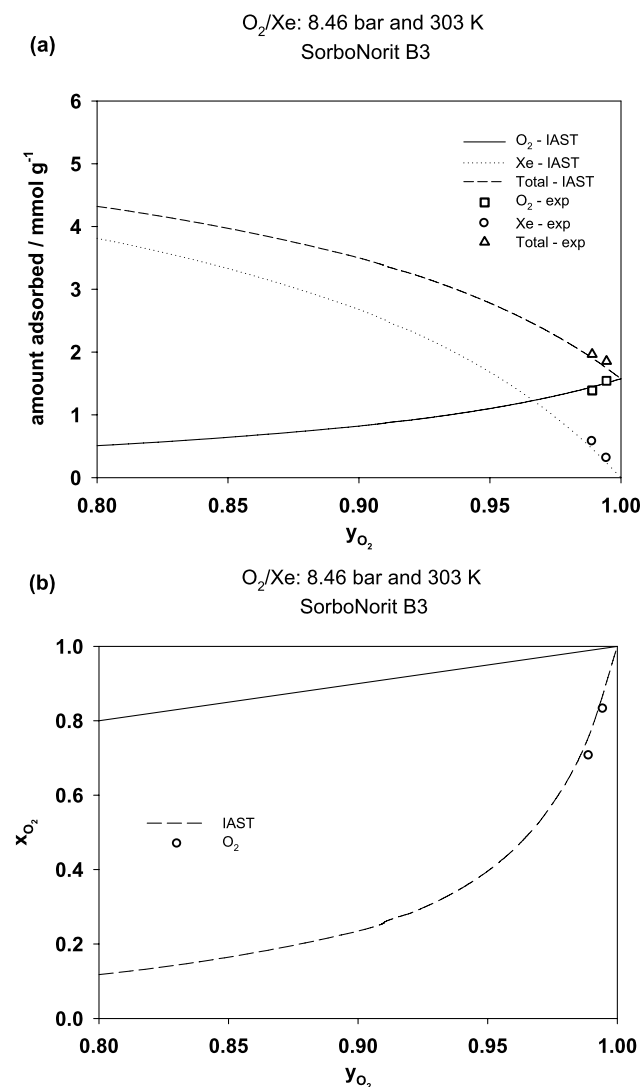 (a)
O₂/Xe: 8.46 bar and 303 K
SorboNorit B3
amount adsorbed / mmol g⁻¹
6
5
4
3
2
1
0
O₂ - IAST
Xe - IAST
Total - IAST
O₂ - exp
Xe - exp
Total - exp
0.80 0.85 0.90 0.95 1.00
y_O₂
(b)
O₂/Xe: 8.46 bar and 303 K
SorboNorit B3
x_O₂
1.0
0.8
0.6
0.4
0.2
0.0
IAST
O₂
0.80 0.85 0.90 0.95 1.00
y_O₂